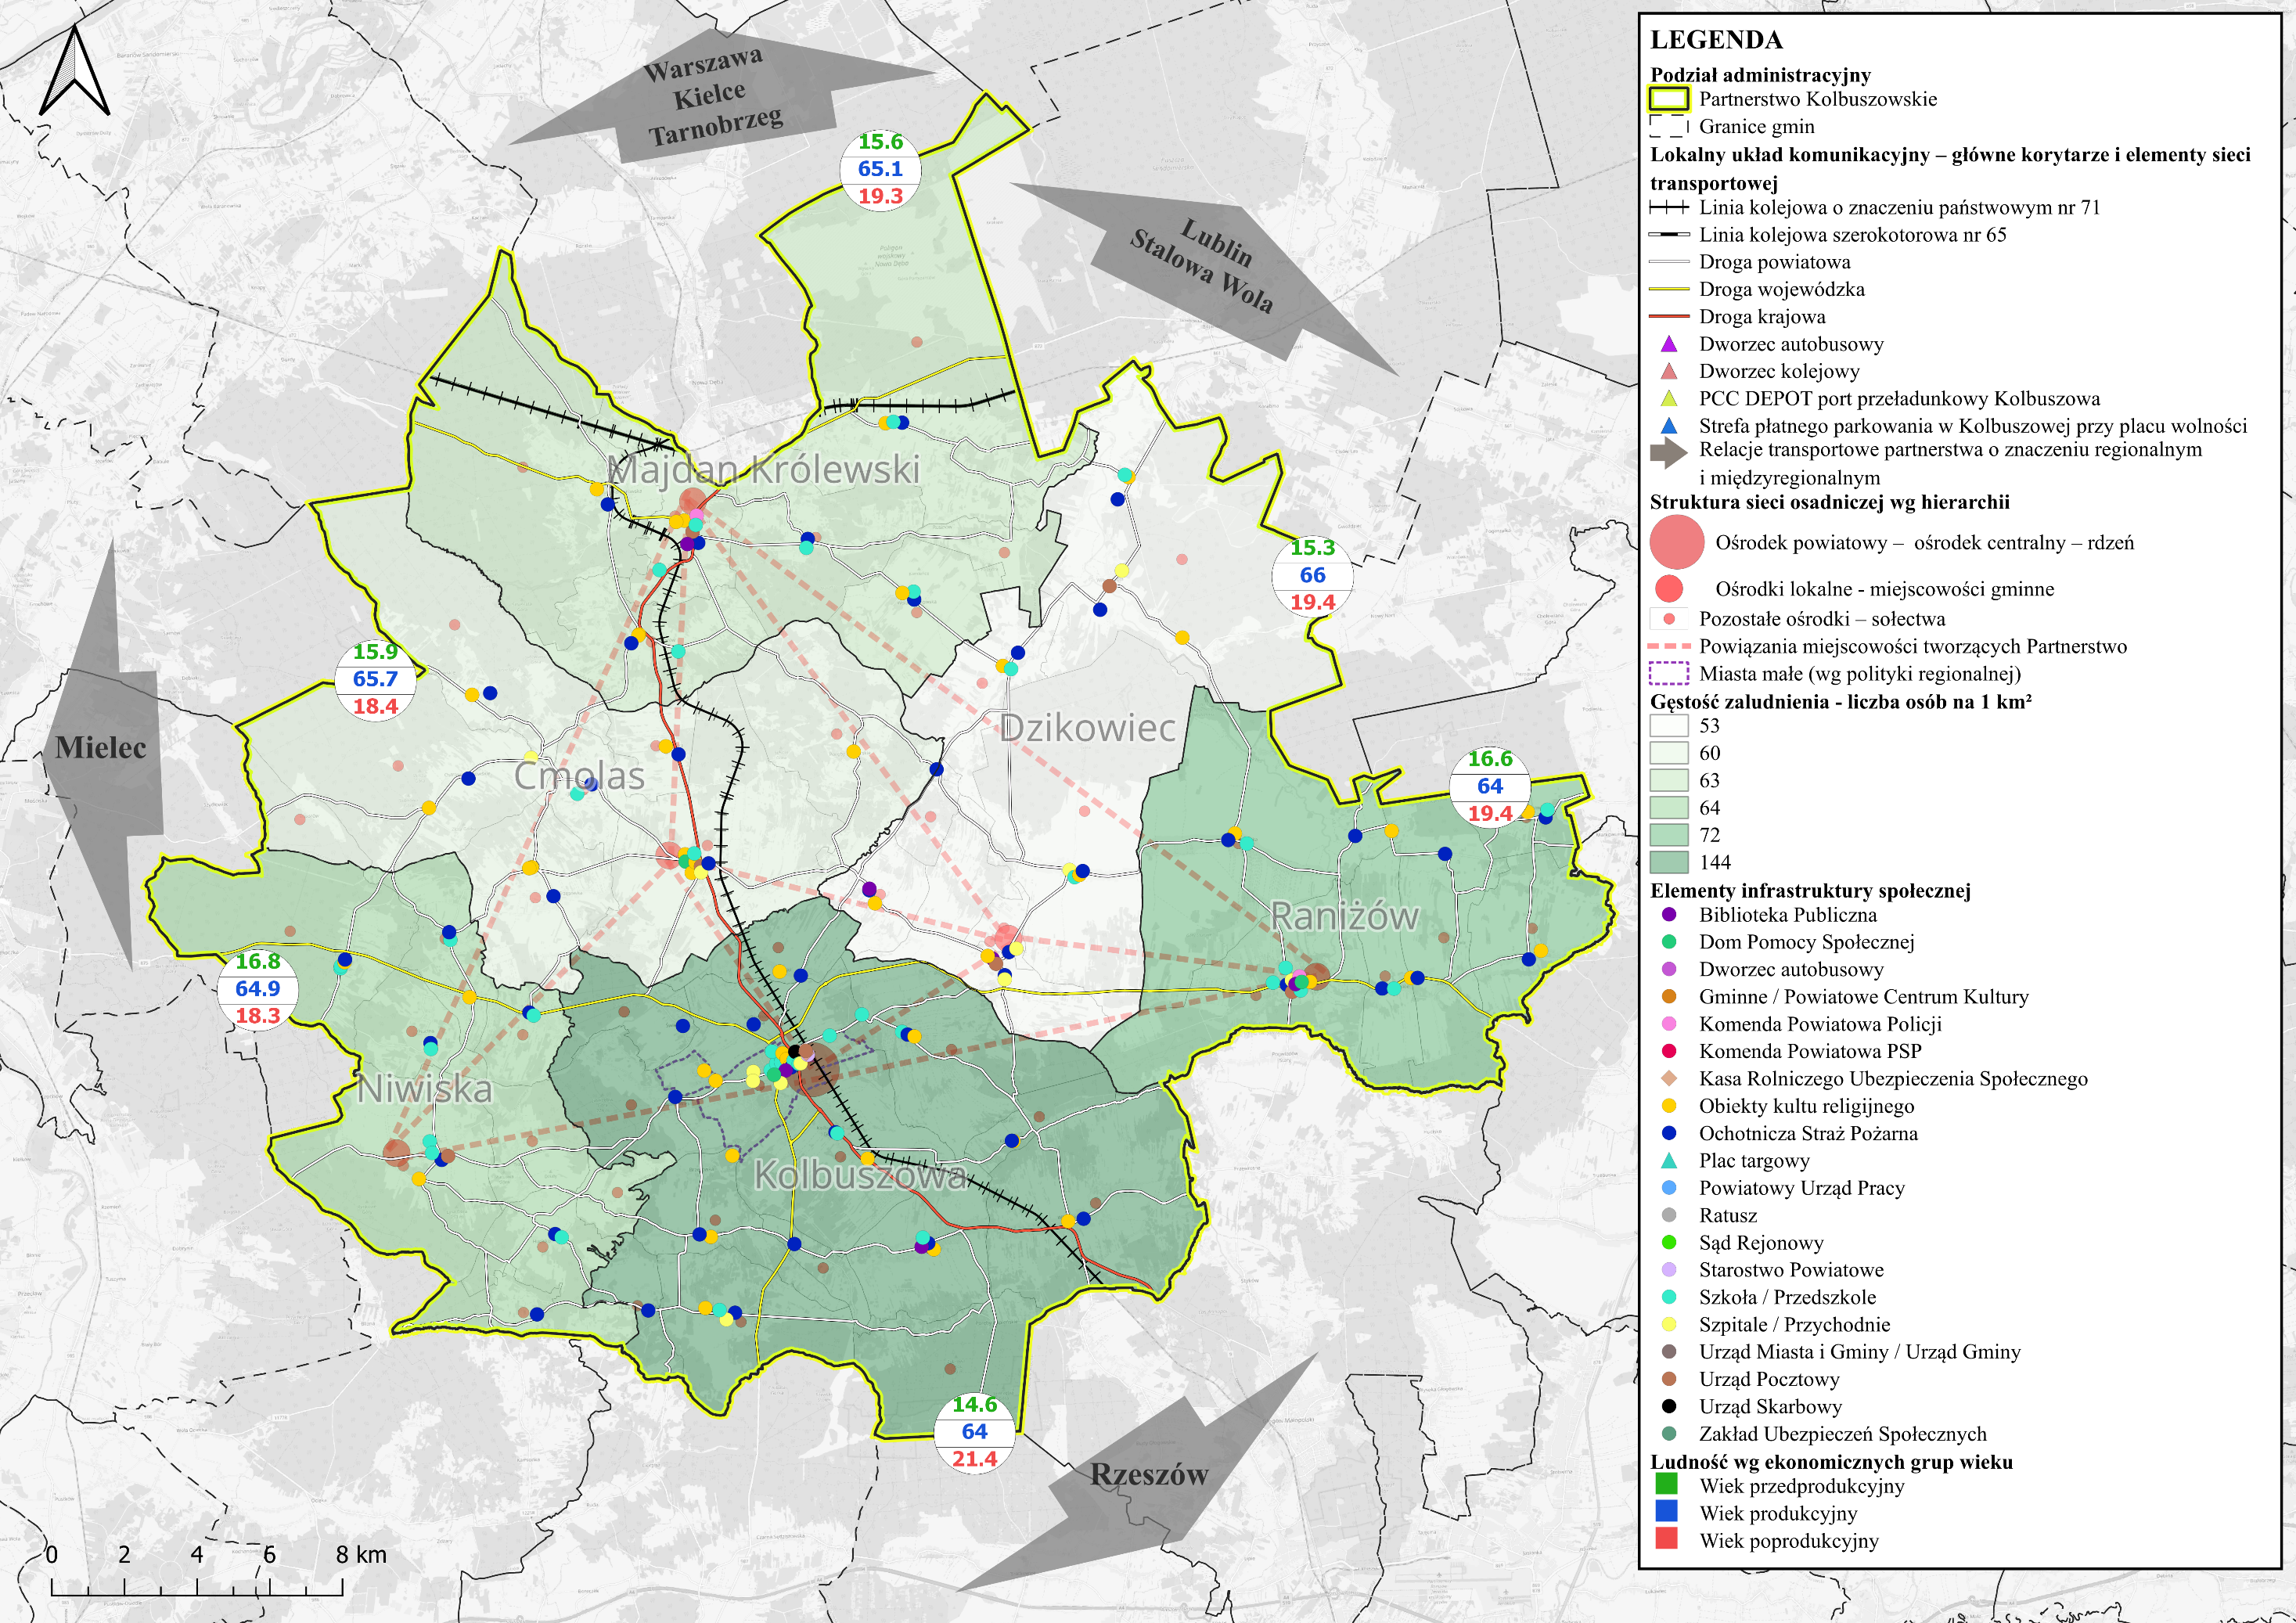 Warszawa
Kielce
Tarnobrzeg
15.6
65.1
19.3
Lublin
Stalowa Wola
Majdan Królewski
15.3
66
19.4
15.9
65.7
18.4
Mielec
Dzikowiec
Cmolas
16.6
64
19.4
Raniżów
16.8
64.9
18.3
Niwiska
Kolbuszowa
14.6
64
21.4
Rzeszów
0 2 4 6 8 km
LEGENDA
Podział administracyjny
Partnerstwo Kolbuszowskie
Granice gmin
Lokalny układ komunikacyjny – główne korytarze i elementy sieci
transportowej
Linia kolejowa o znaczeniu państwowym nr 71
Linia kolejowa szerokotorowa nr 65
Droga powiatowa
Droga wojewódzka
Droga krajowa
Dworzec autobusowy
Dworzec kolejowy
PCC DEPOT port przeładunkowy Kolbuszowa
Strefa płatnego parkowania w Kolbuszowej przy placu wolności
Relacje transportowe partnerstwa o znaczeniu regionalnym
i międzyregionalnym
Struktura sieci osadniczej wg hierarchii
Ośrodek powiatowy – ośrodek centralny – rdzeń
Ośrodki lokalne - miejscowości gminne
Pozostałe ośrodki – sołectwa
Powiązania miejscowości tworzących Partnerstwo
Miasta małe (wg polityki regionalnej)
Gęstość zaludnienia - liczba osób na 1 km²
53
60
63
64
72
144
Elementy infrastruktury społecznej
Biblioteka Publiczna
Dom Pomocy Społecznej
Dworzec autobusowy
Gminne / Powiatowe Centrum Kultury
Komenda Powiatowa Policji
Komenda Powiatowa PSP
Kasa Rolniczego Ubezpieczenia Społecznego
Obiekty kultu religijnego
Ochotnicza Straż Pożarna
Plac targowy
Powiatowy Urząd Pracy
Ratusz
Sąd Rejonowy
Starostwo Powiatowe
Szkoła / Przedszkole
Szpitale / Przychodnie
Urząd Miasta i Gminy / Urząd Gminy
Urząd Pocztowy
Urząd Skarbowy
Zakład Ubezpieczeń Społecznych
Ludność wg ekonomicznych grup wieku
Wiek przedprodukcyjny
Wiek produkcyjny
Wiek poprodukcyjny